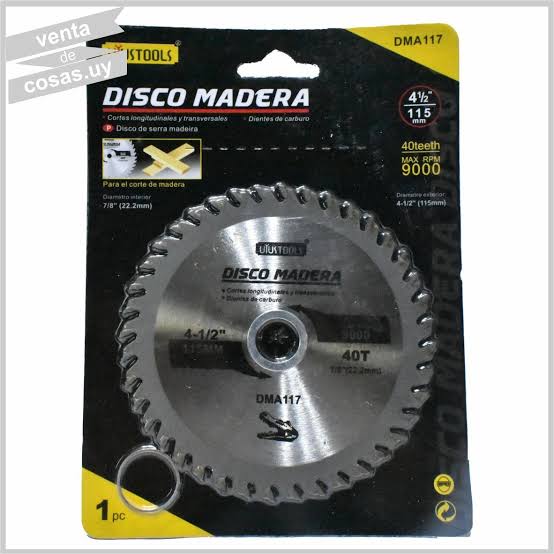 venta
de
cosas.uy
UYUSTOOLS
DMA117
DISCO MADERA
• Cortes longitudinales y transversales • Dientes de carburo
P Disco de serra madeira
4½"
115
mm
40teeth
MAX RPM
9000
Para el corte de madera
Diametro interior
7/8" (22.2mm)
Diametro exterior
4-1/2" (115mm)
UYUSTOOLS
DISCO MADERA
• Cortes longitudinales y transversales
• Dientes de carburo
4-1/2"
115MM
9000
40T
7/8"(22.2mm)
DMA117
DISCO MADERA DISCO
1 pc